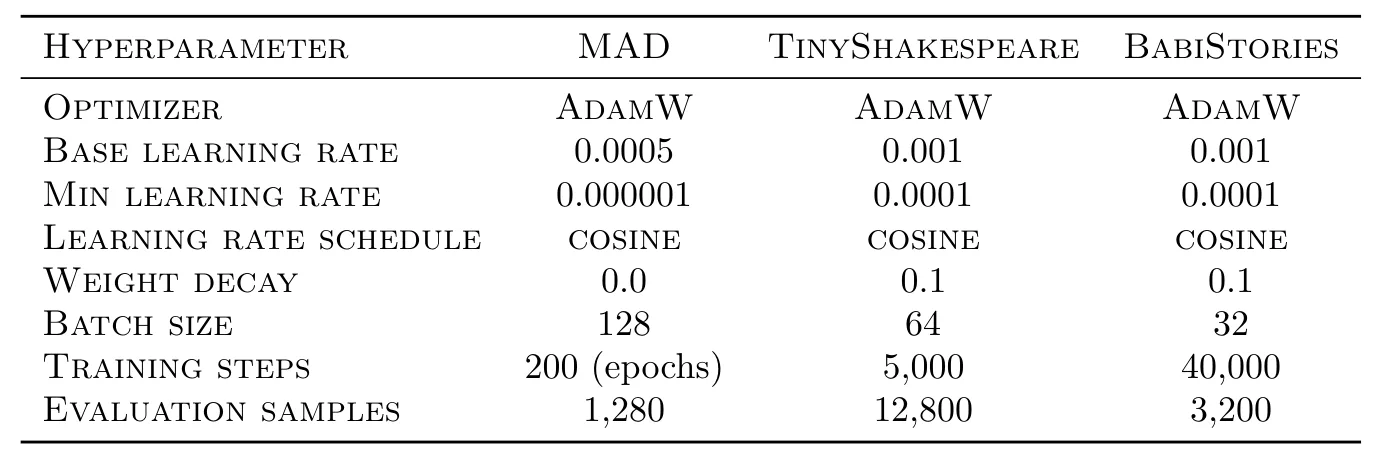 Hyperparameter MAD TinyShakespeare BabiStories
Optimizer AdamW AdamW AdamW
Base learning rate 0.0005 0.001 0.001
Min learning rate 0.000001 0.0001 0.0001
Learning rate schedule cosine cosine cosine
Weight decay 0.0 0.1 0.1
Batch size 128 64 32
Training steps 200 (epochs) 5,000 40,000
Evaluation samples 1,280 12,800 3,200